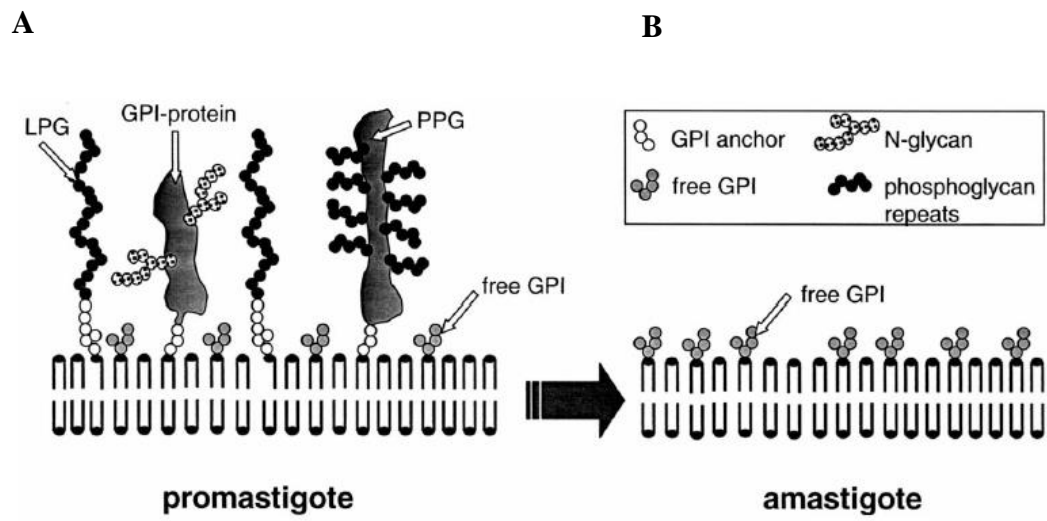 A
B
LPG
GPI-protein
PPG
free GPI
GPI anchor
N-glycan
free GPI
phosphoglycan
repeats
free GPI
promastigote
amastigote